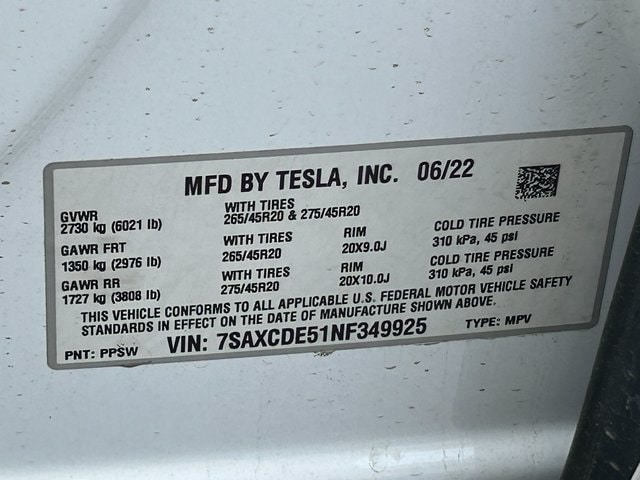 MFD BY TESLA, INC. 06/22
GVWR WITH TIRES
2730 kg (6021 lb) 265/45R20 & 275/45R20
GAWR FRT WITH TIRES RIM COLD TIRE PRESSURE
1350 kg (2976 lb) 265/45R20 20X9.0J 310 kPa, 45 psi
GAWR RR WITH TIRES RIM COLD TIRE PRESSURE
1727 kg (3808 lb) 275/45R20 20X10.0J 310 kPa, 45 psi
THIS VEHICLE CONFORMS TO ALL APPLICABLE U.S. FEDERAL MOTOR VEHICLE SAFETY
STANDARDS IN EFFECT ON THE DATE OF MANUFACTURE SHOWN ABOVE.
PNT: PPSW VIN: 7SAXCDE51NF349925 TYPE: MPV